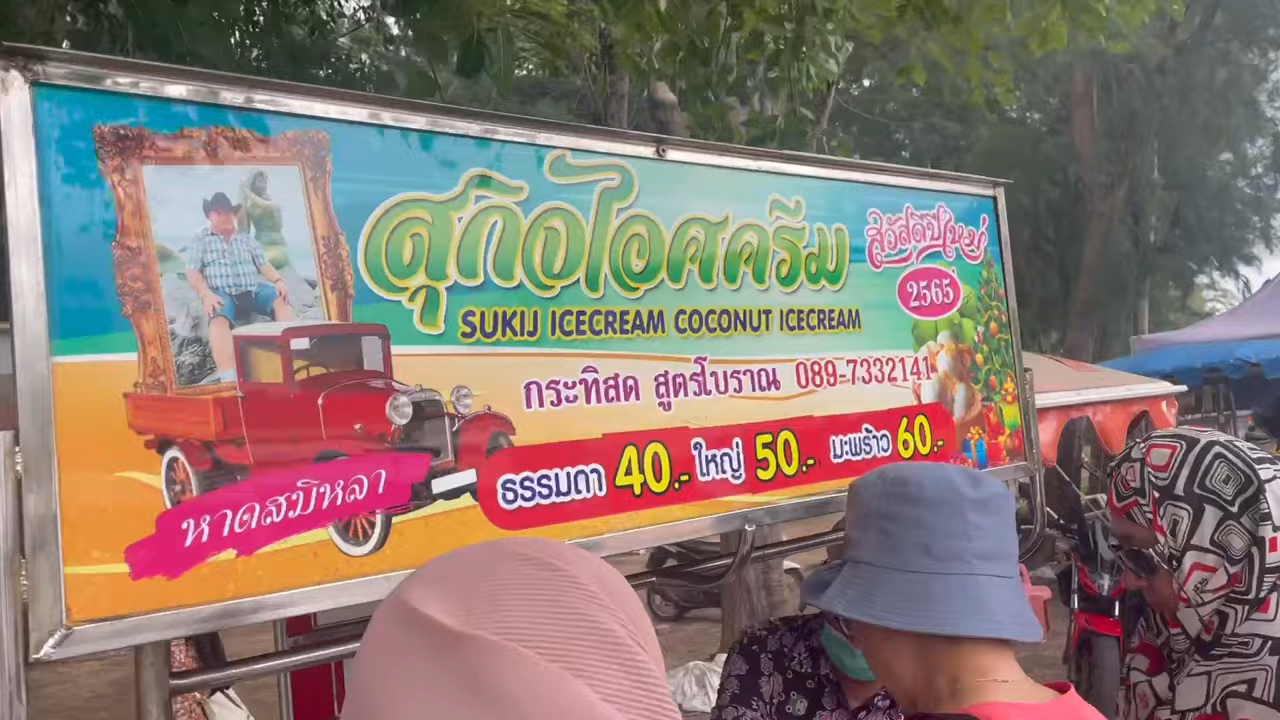 สุกิจไอศครีม
สวัสดีปีใหม่
2565
SUKIJ ICECREAM COCONUT ICECREAM
กระทิสด สูตรโบราณ 089-7332141
ธรรมดา 40.- ใหญ่ 50.- มะพร้าว 60.-
หาดสมิหลา